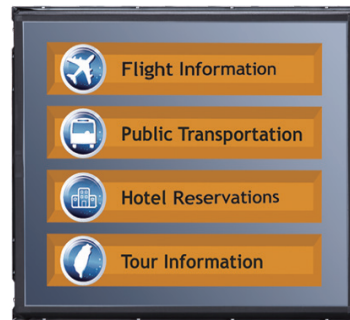 Flight Information
Public Transportation
Hotel Reservations
Tour Information